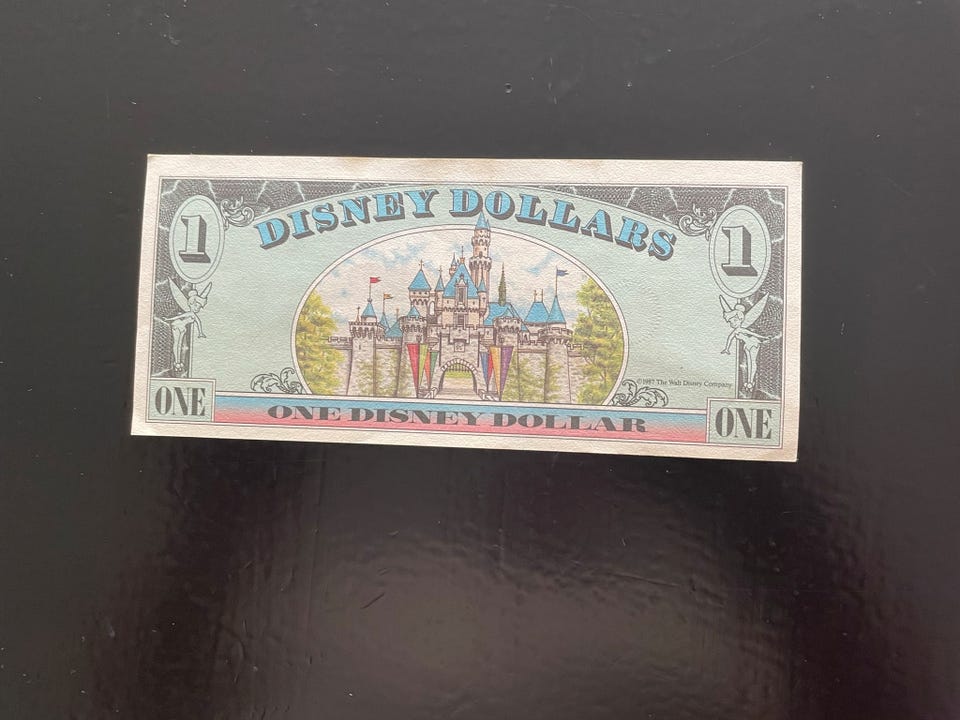 DISNEY DOLLARS
1
1
©1987 The Walt Disney Company
ONE
ONE DISNEY DOLLAR
ONE